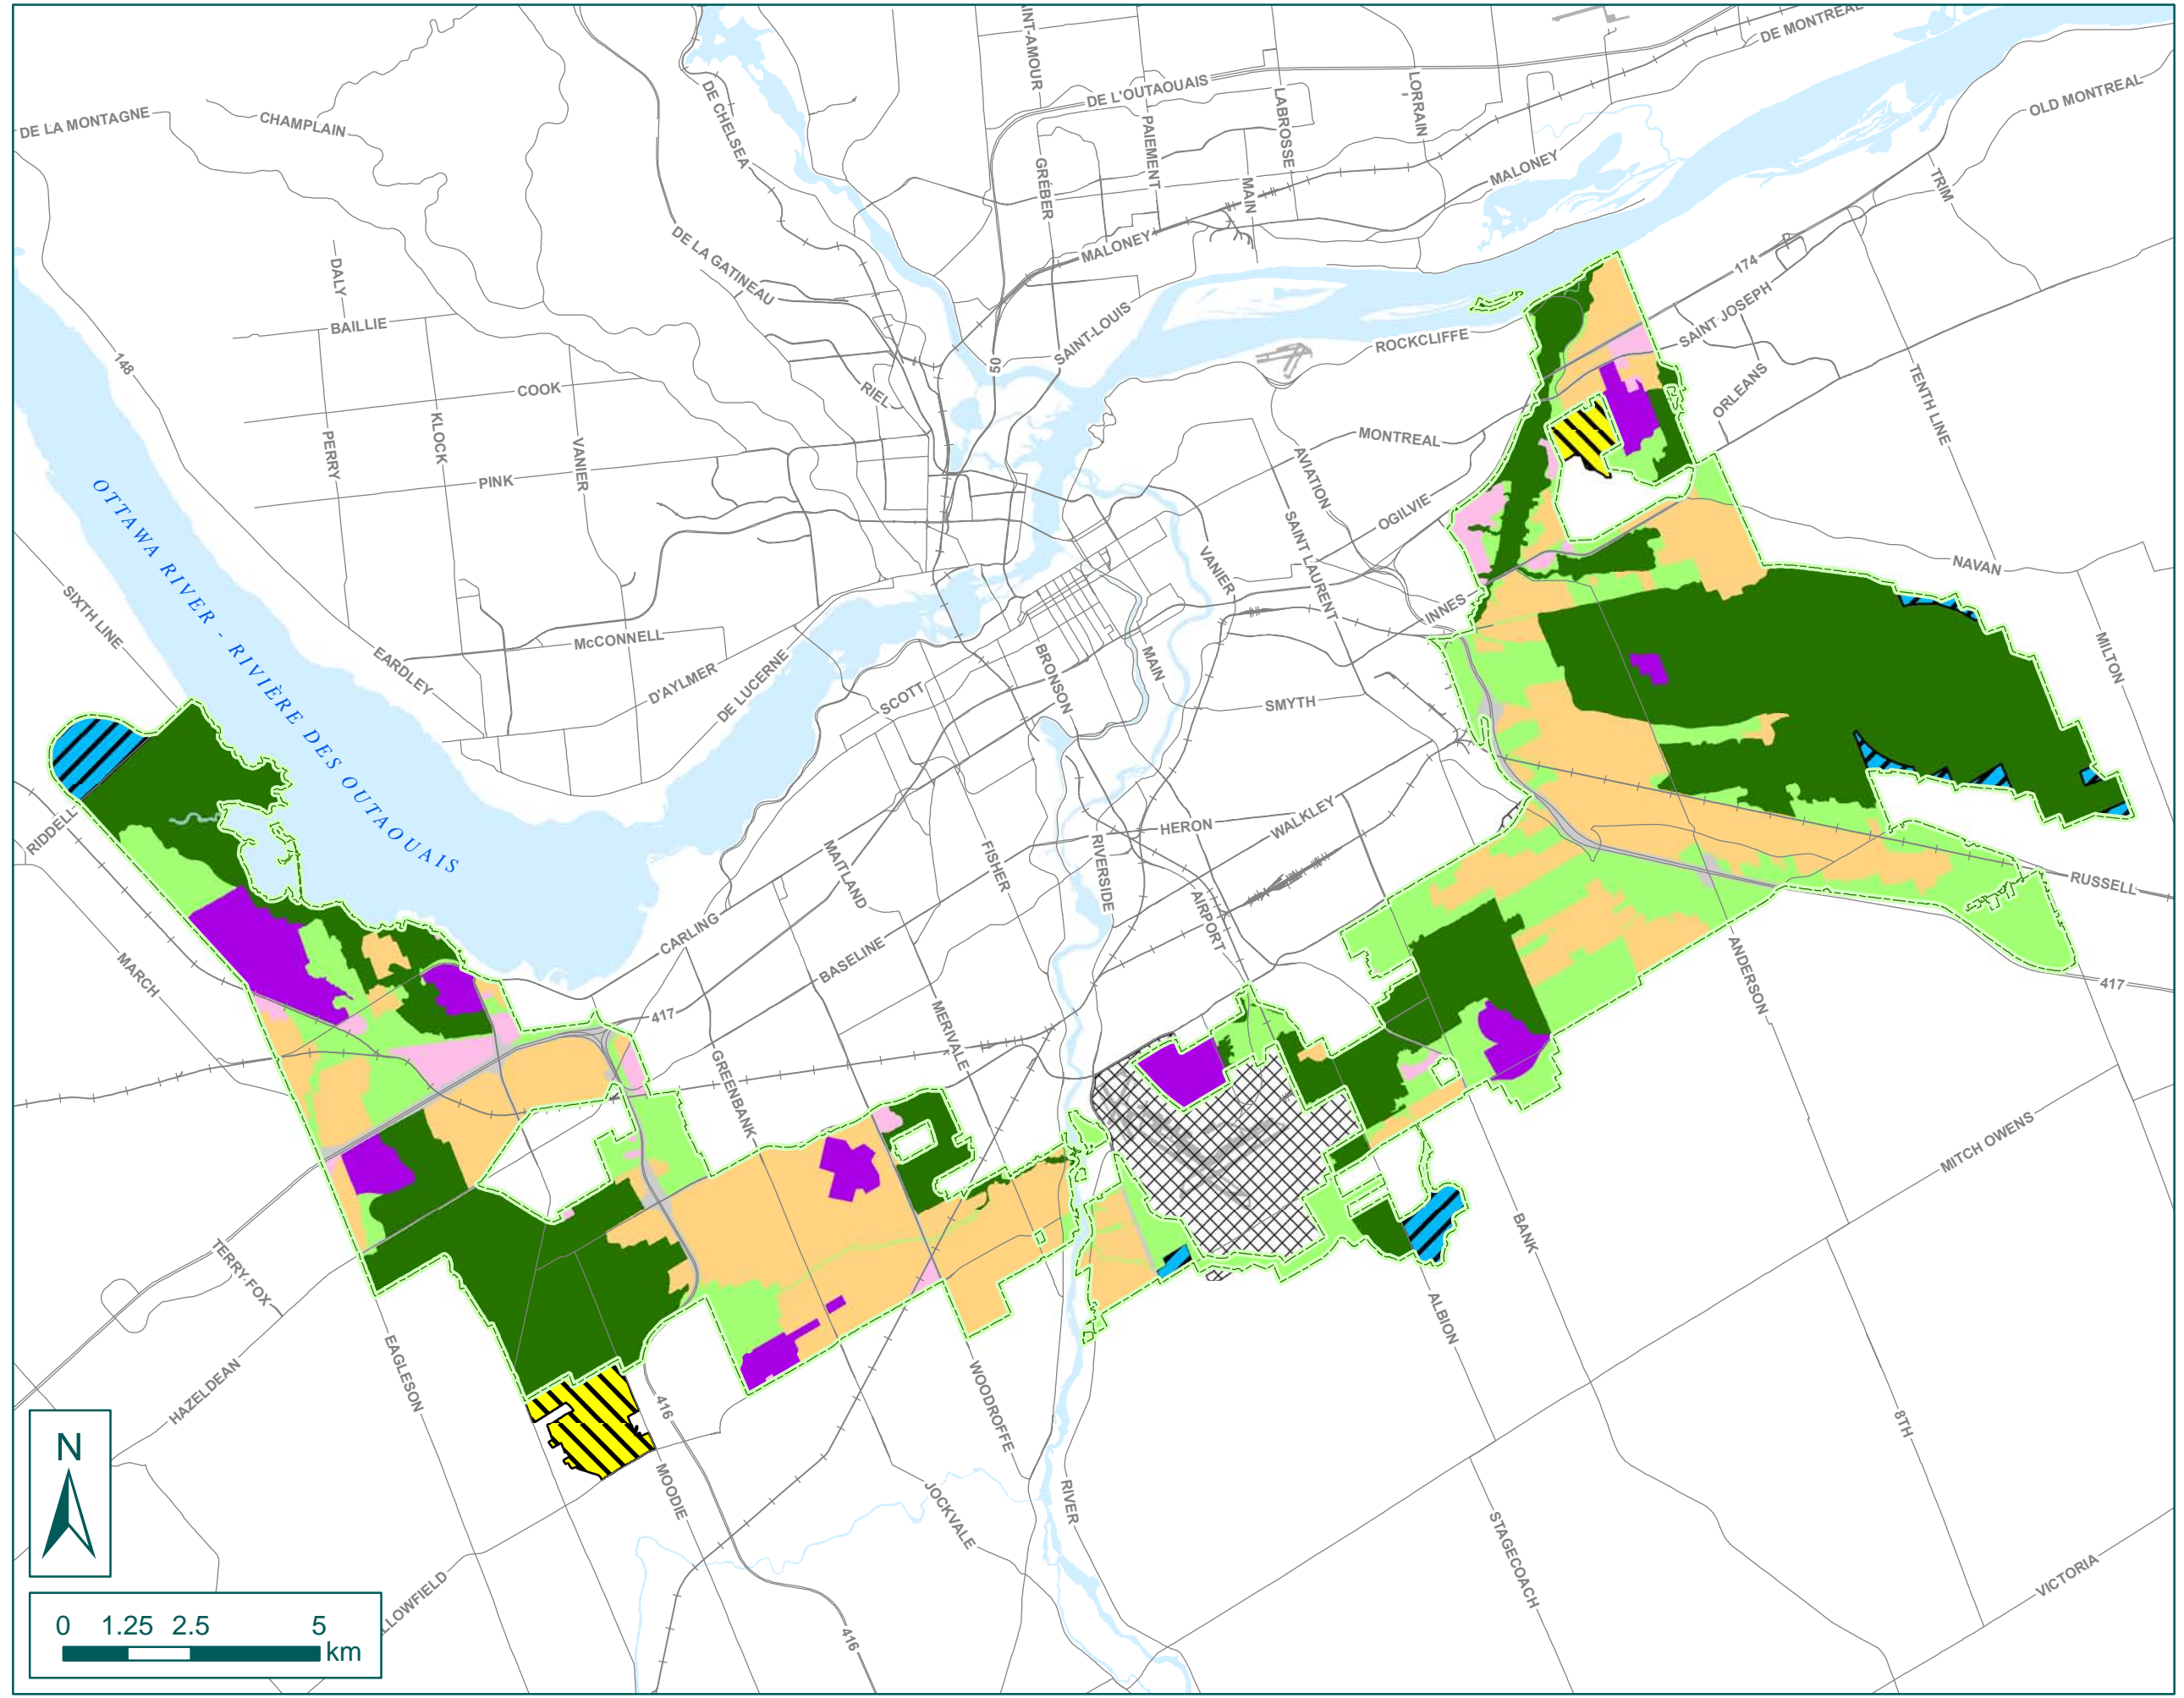 DE MONTREAL
DE LA MONTAGNE
CHAMPLAIN
DE CHELSEA
DE L'OUTAOUAIS
PAIEMENT
LABROSSE
LORRAIN
OLD MONTREAL
GRÉBER
MAIN
MALONEY
TRIM
DE LA GATINEAU
MALONEY
DALY
BAILLIE
174
SAINT JOSEPH
SAINT-LOUIS
ROCKCLIFFE
148
COOK
RIEL
50
ORLEANS
TENTH LINE
PERRY
KLOCK
VANIER
PINK
MONTREAL
AVIATION
OGILVIE
SAINT LAURENT
VANIER
NAVAN
OTTAWA RIVER - RIVIÈRE DES OUTAOUAIS
SIXTH LINE
EARDLEY
McCONNELL
D'AYLMER
DE LUCERNE
SCOTT
BRONSON
MAIN
SMYTH
INNES
MILTON
RIDDELL
MARCH
CARLING
MAITLAND
BASELINE
FISHER
RIVERSIDE
HERON
WALKLEY
AIRPORT
RUSSELL
ANDERSON
417
417
GREENBANK
MERIVALE
MITCH OWENS
TERRY FOX
HAZELDEAN
EAGLESON
416
MOODIE
WOODROFFE
JOCKVALE
RIVER
ALBION
BANK
STAGECOACH
8TH
VICTORIA
416
N
0 1.25 2.5 5
km